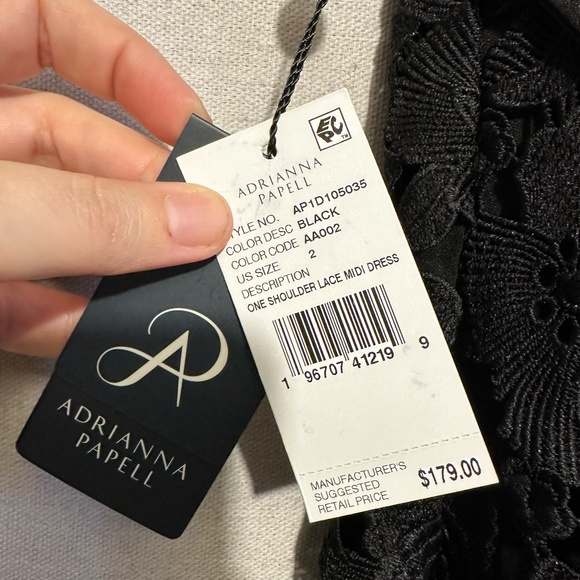 EPC™
ADRIANNA
PAPELL
TYLE NO. AP1D105035
COLOR DESC BLACK
COLOR CODE AA002
US SIZE 2
DESCRIPTION
ONE SHOULDER LACE MIDI DRESS
1 96707 41219 9
MANUFACTURER'S
SUGGESTED
RETAIL PRICE $179.00
ADRIANNA
PAPELL